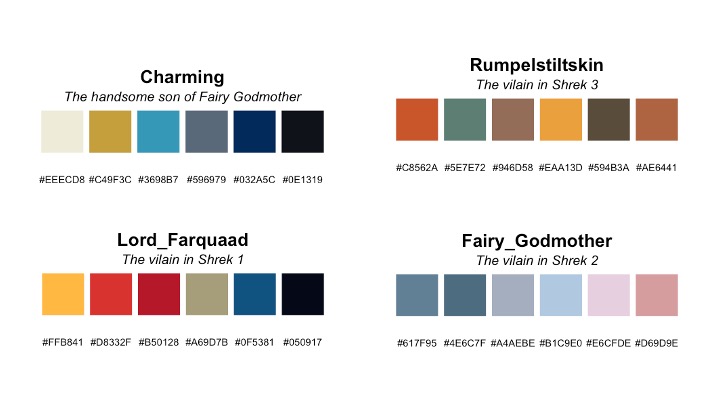 Charming
The handsome son of Fairy Godmother
#EEECD8 #C49F3C #3698B7 #596979 #032A5C #0E1319
Rumpelstiltskin
The vilain in Shrek 3
#C8562A #5E7E72 #946D58 #EAA13D #594B3A #AE6441
Lord_Farquaad
The vilain in Shrek 1
#FFB841 #D8332F #B50128 #A69D7B #0F5381 #050917
Fairy_Godmother
The vilain in Shrek 2
#617F95 #4E6C7F #A4AEBE #B1C9E0 #E6CFDE #D69D9E